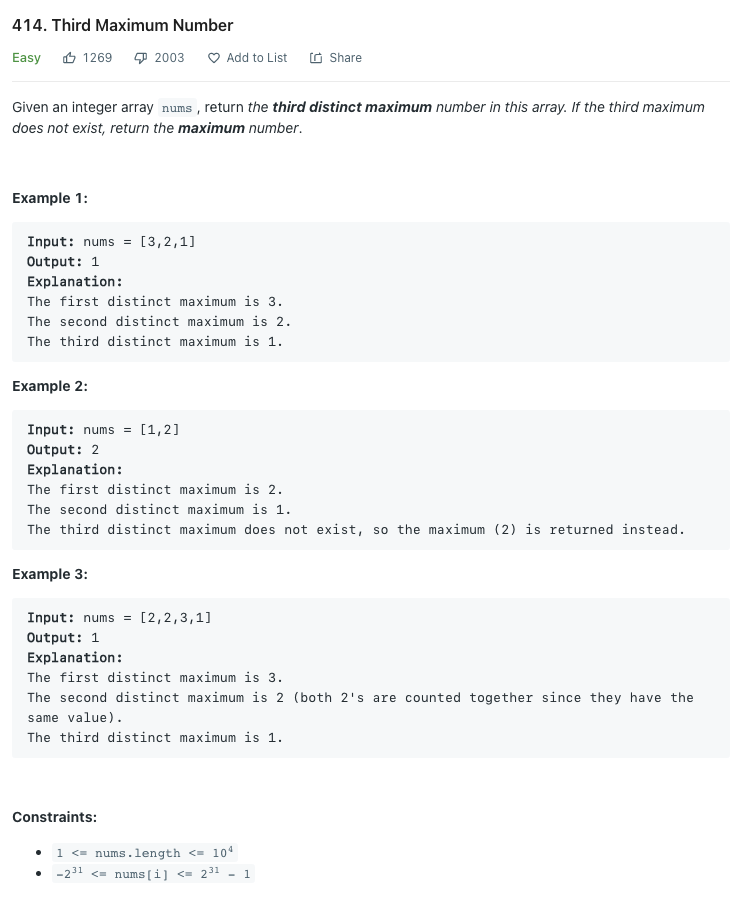 414. Third Maximum Number
Easy 1269 2003 Add to List Share
Given an integer array nums , return the third distinct maximum number in this array. If the third maximum
does not exist, return the maximum number.
Example 1:
Input: nums = [3,2,1]
Output: 1
Explanation:
The first distinct maximum is 3.
The second distinct maximum is 2.
The third distinct maximum is 1.
Example 2:
Input: nums = [1,2]
Output: 2
Explanation:
The first distinct maximum is 2.
The second distinct maximum is 1.
The third distinct maximum does not exist, so the maximum (2) is returned instead.
Example 3:
Input: nums = [2,2,3,1]
Output: 1
Explanation:
The first distinct maximum is 3.
The second distinct maximum is 2 (both 2's are counted together since they have the
same value).
The third distinct maximum is 1.
Constraints:
• 1 <= nums.length <= 10⁴
• -2³¹ <= nums[i] <= 2³¹ - 1